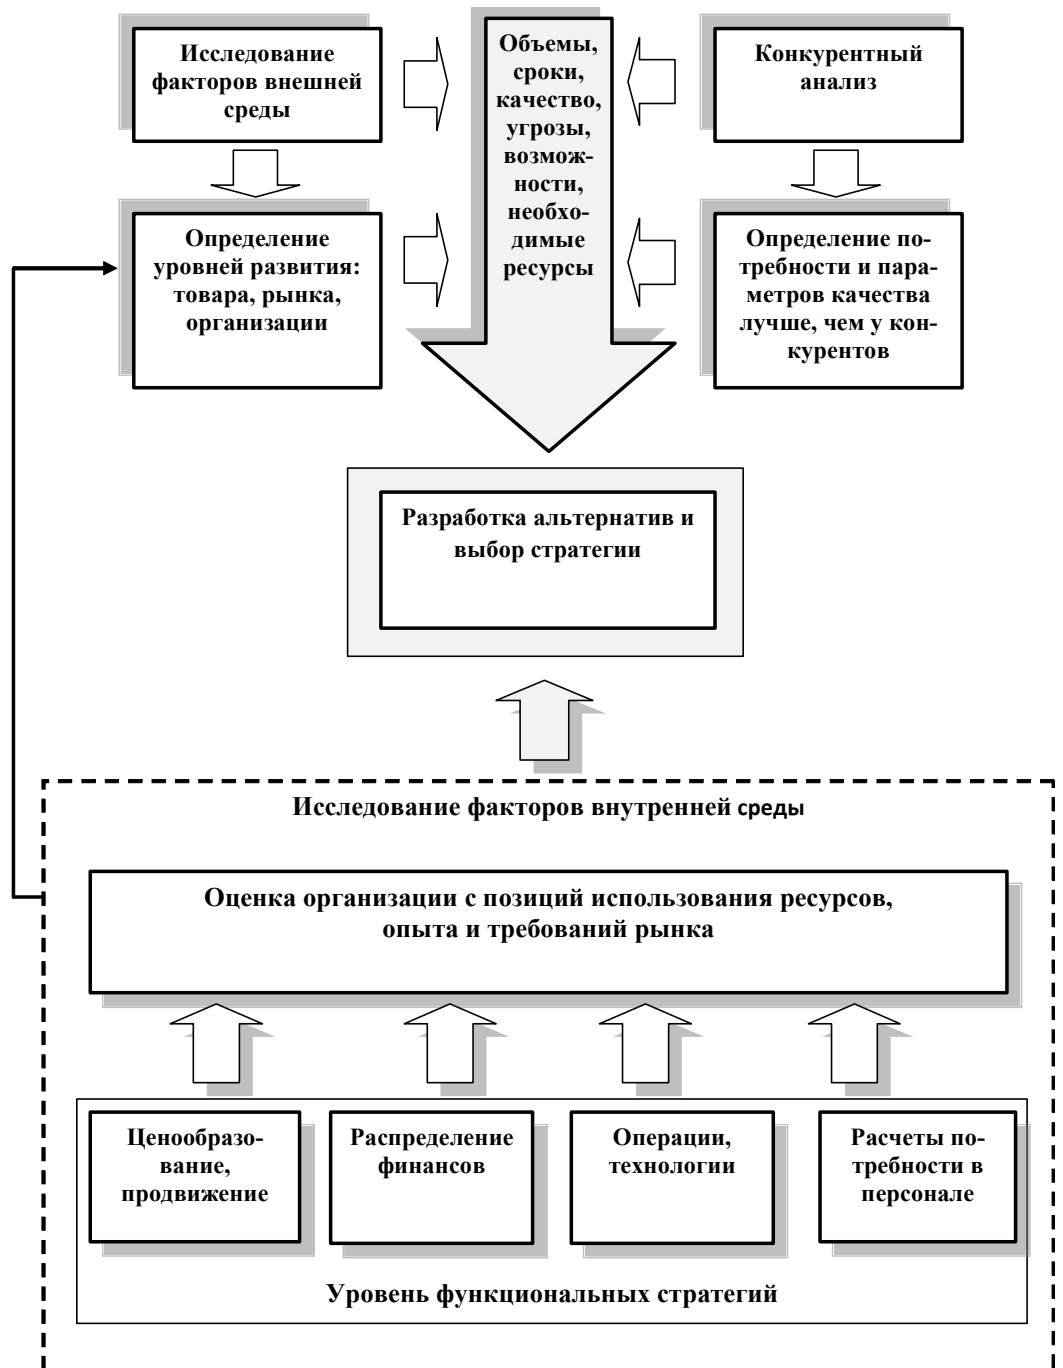 Исследование
факторов внешней
среды
Объемы,
сроки,
качество,
угрозы,
возмож-
ности,
необхо-
димые
ресурсы
Конкурентный
анализ
Определение
уровней развития:
товара, рынка,
организации
Определение по-
требности и пара-
метров качества
лучше, чем у кон-
курентов
Разработка альтернатив и
выбор стратегии
Исследование факторов внутренней среды
Оценка организации с позиций использования ресурсов,
опыта и требований рынка
Ценообразо-
вание,
продвижение
Распределение
финансов
Операции,
технологии
Расчеты по-
требности в
персонале
Уровень функциональных стратегий